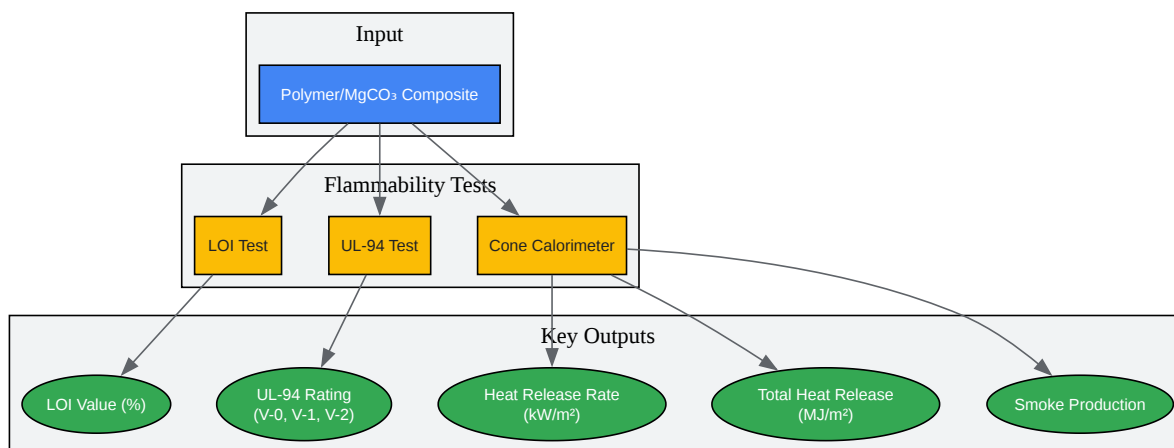 Input
Polymer/MgCO₃ Composite
Flammability Tests
LOI Test
UL-94 Test
Cone Calorimeter
Key Outputs
LOI Value (%)
UL-94 Rating
(V-0, V-1, V-2)
Heat Release Rate
(kW/m²)
Total Heat Release
(MJ/m²)
Smoke Production